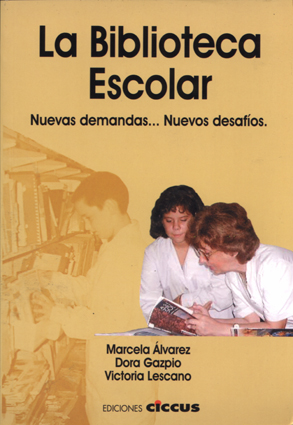 La Biblioteca
Escolar
Nuevas demandas... Nuevos desafíos.
Marcela Álvarez
Dora Gazpio
Victoria Lescano
EDICIONES CICCUS